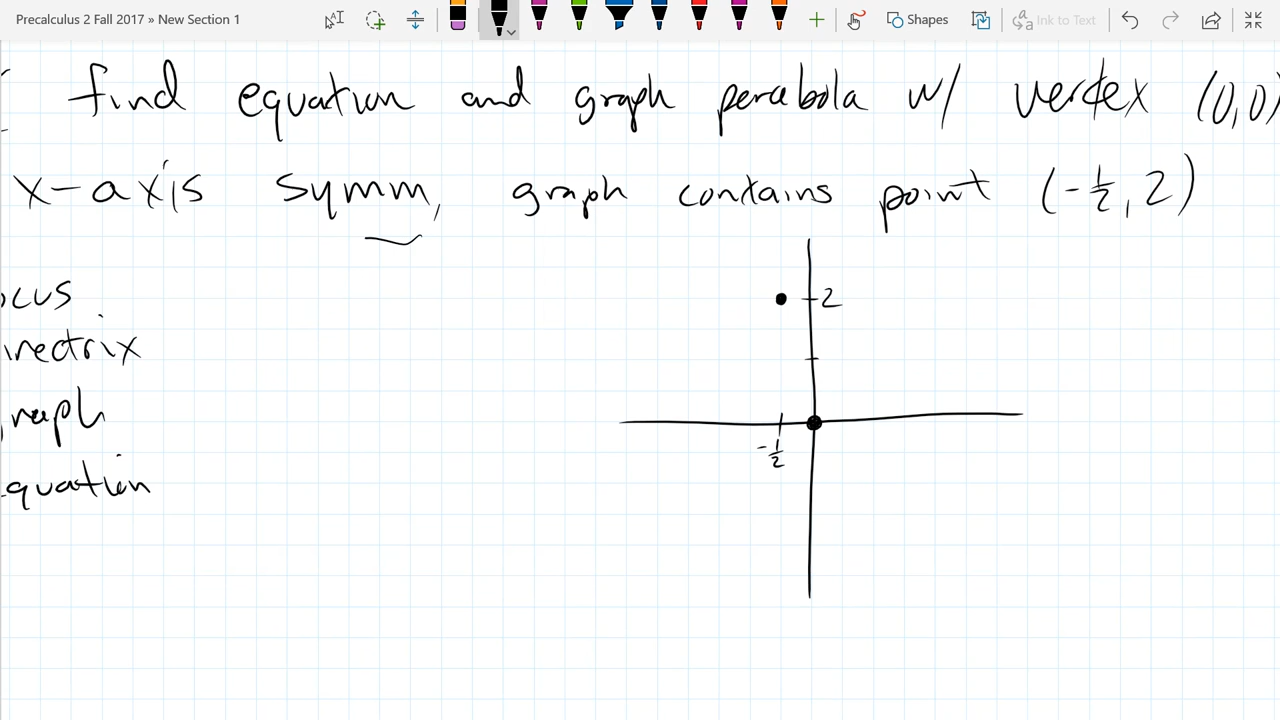 Precalculus 2 Fall 2017 » New Section 1
Shapes
Ink to Text
find equation and graph parabola w/ vertex (0,0)
x-axis symm, graph contains point (-1/2, 2)
ocus
irectrix
raph
quation
2
-1/2